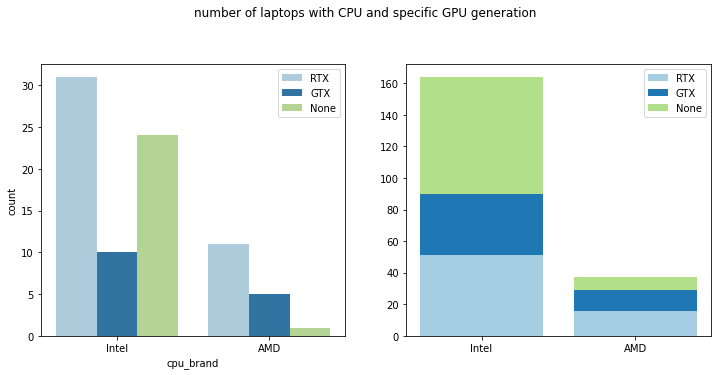 number of laptops with CPU and specific GPU generation
30
25
20
15
10
5
0
count
Intel
AMD
cpu_brand
RTX
GTX
None
160
140
120
100
80
60
40
20
0
Intel
AMD
RTX
GTX
None